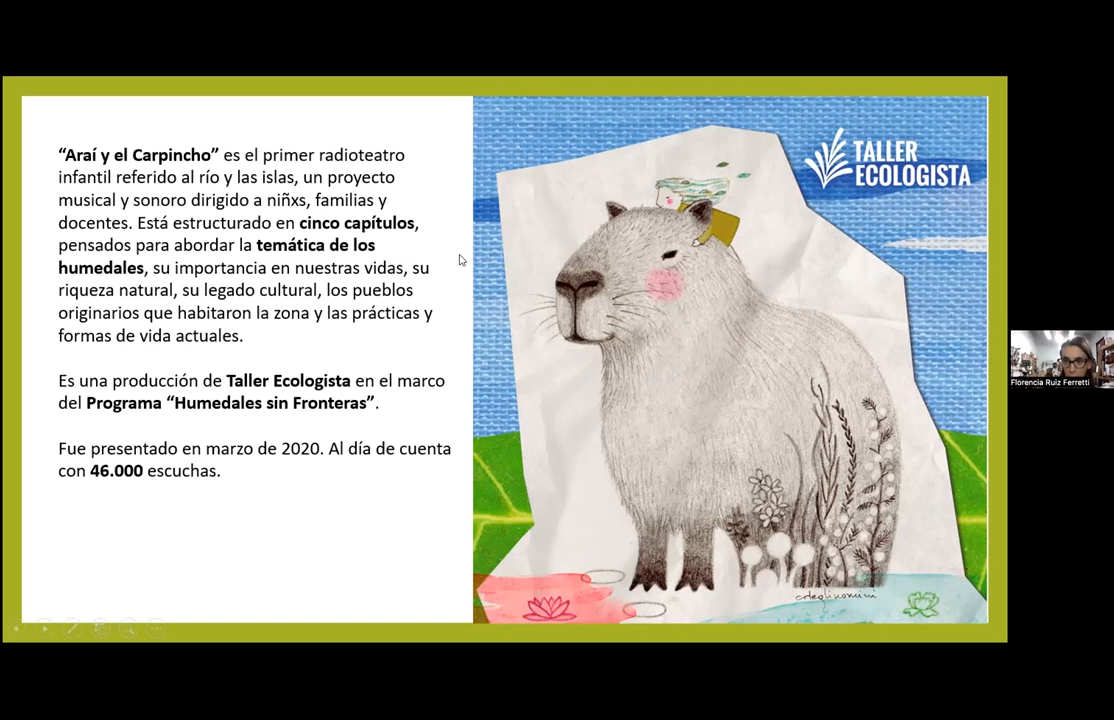 “Araí y el Carpincho” es el primer radioteatro
infantil referido al río y las islas, un proyecto
musical y sonoro dirigido a niñxs, familias y
docentes. Está estructurado en cinco capítulos,
pensados para abordar la temática de los
humedales, su importancia en nuestras vidas, su
riqueza natural, su legado cultural, los pueblos
originarios que habitaron la zona y las prácticas y
formas de vida actuales.
Es una producción de Taller Ecologista en el marco
del Programa “Humedales sin Fronteras”.
Fue presentado en marzo de 2020. Al día de cuenta
con 46.000 escuchas.
TALLER
ECOLOGISTA
Florencia Ruiz Ferretti